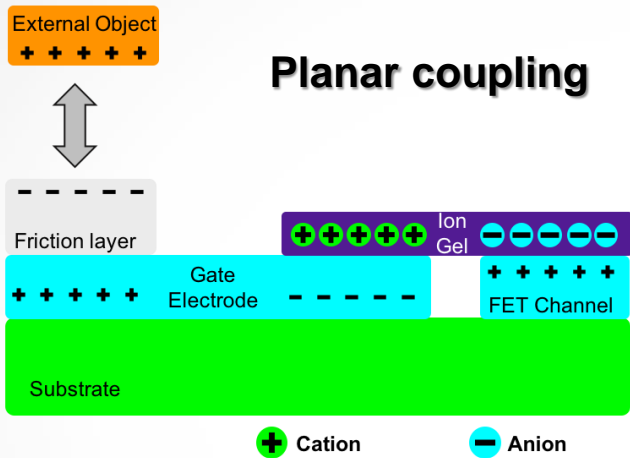 External Object
+ + + + +
Planar coupling
- - - - -
Friction layer
+ + + + +
Ion
Gel
- - - - -
Gate
Electrode
+ + + + +
- - - - -
+ + + + +
FET Channel
Substrate
+ Cation
- Anion